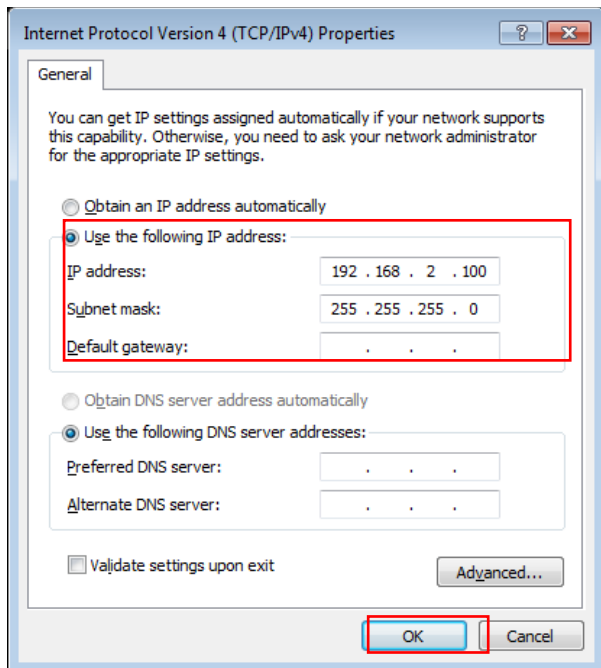 Internet Protocol Version 4 (TCP/IPv4) Properties
General
You can get IP settings assigned automatically if your network supports
this capability. Otherwise, you need to ask your network administrator
for the appropriate IP settings.
Obtain an IP address automatically
Use the following IP address:
IP address: 192 . 168 . 2 . 100
Subnet mask: 255 . 255 . 255 . 0
Default gateway: . . .
Obtain DNS server address automatically
Use the following DNS server addresses:
Preferred DNS server: . . .
Alternate DNS server: . . .
Validate settings upon exit
Advanced...
OK Cancel